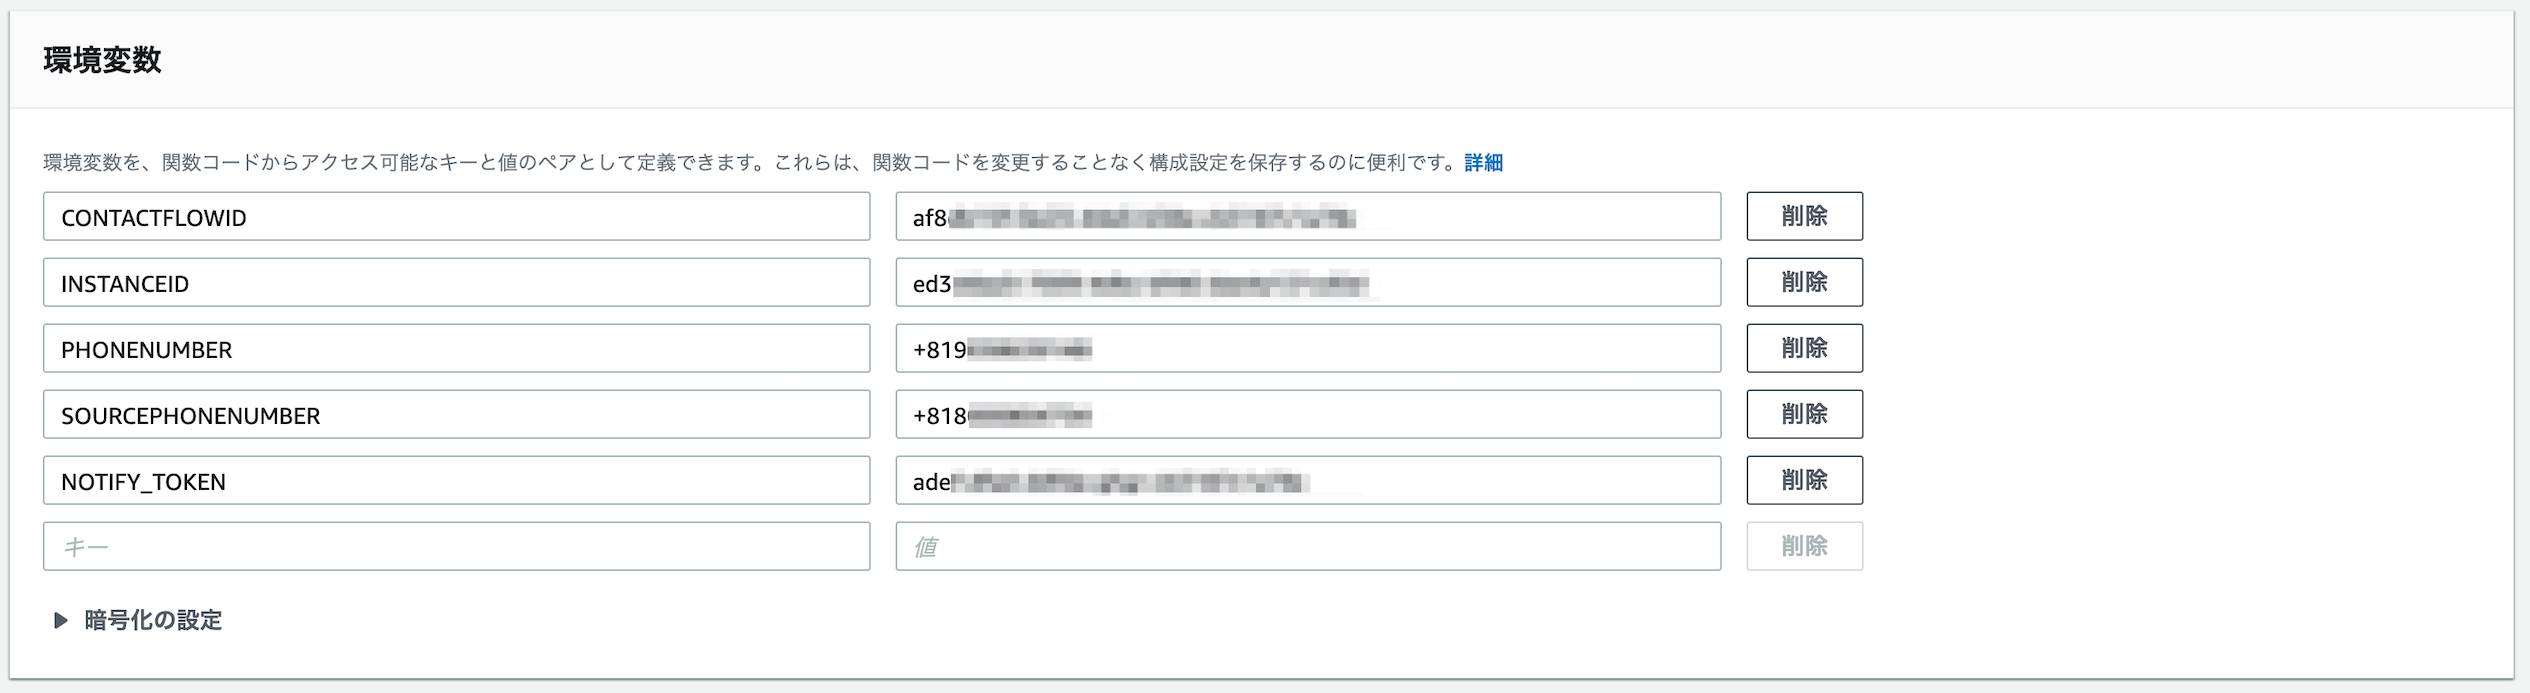 環境変数
環境変数を、関数コードからアクセス可能なキーと値のペアとして定義できます。これらは、関数コードを変更することなく構成設定を保存するのに便利です。詳細
CONTACTFLOWID af8 削除
INSTANCEID ed3 削除
PHONENUMBER +819 削除
SOURCEPHONENUMBER +818 削除
NOTIFY_TOKEN ade 削除
キー 値 削除
暗号化の設定